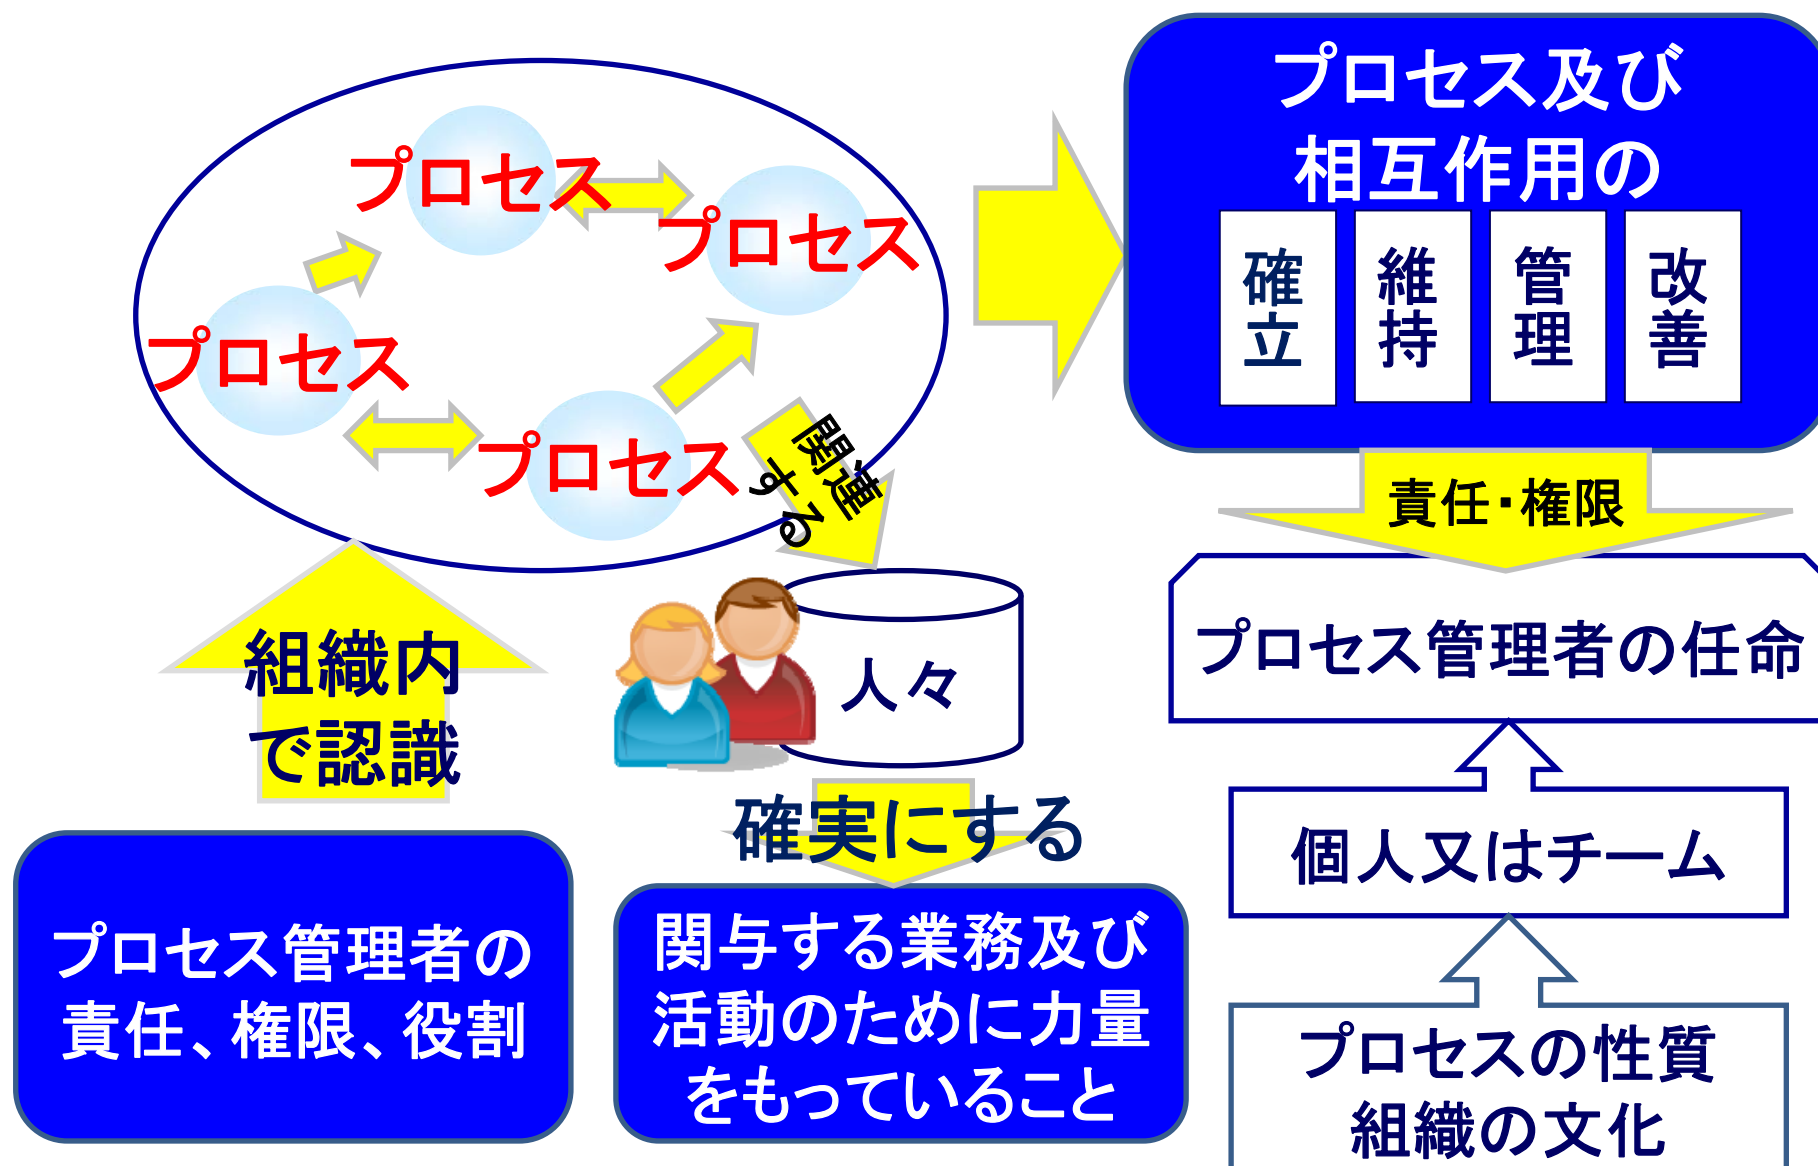 プロセス
プロセス
プロセス
プロセス
関連
する
組織内
で認識
プロセス管理者の
責任、権限、役割
人々
確実にする
関与する業務及び
活動のために力量
をもっていること
プロセス及び
相互作用の
確立
維持
管理
改善
責任・権限
プロセス管理者の任命
個人又はチーム
プロセスの性質
組織の文化